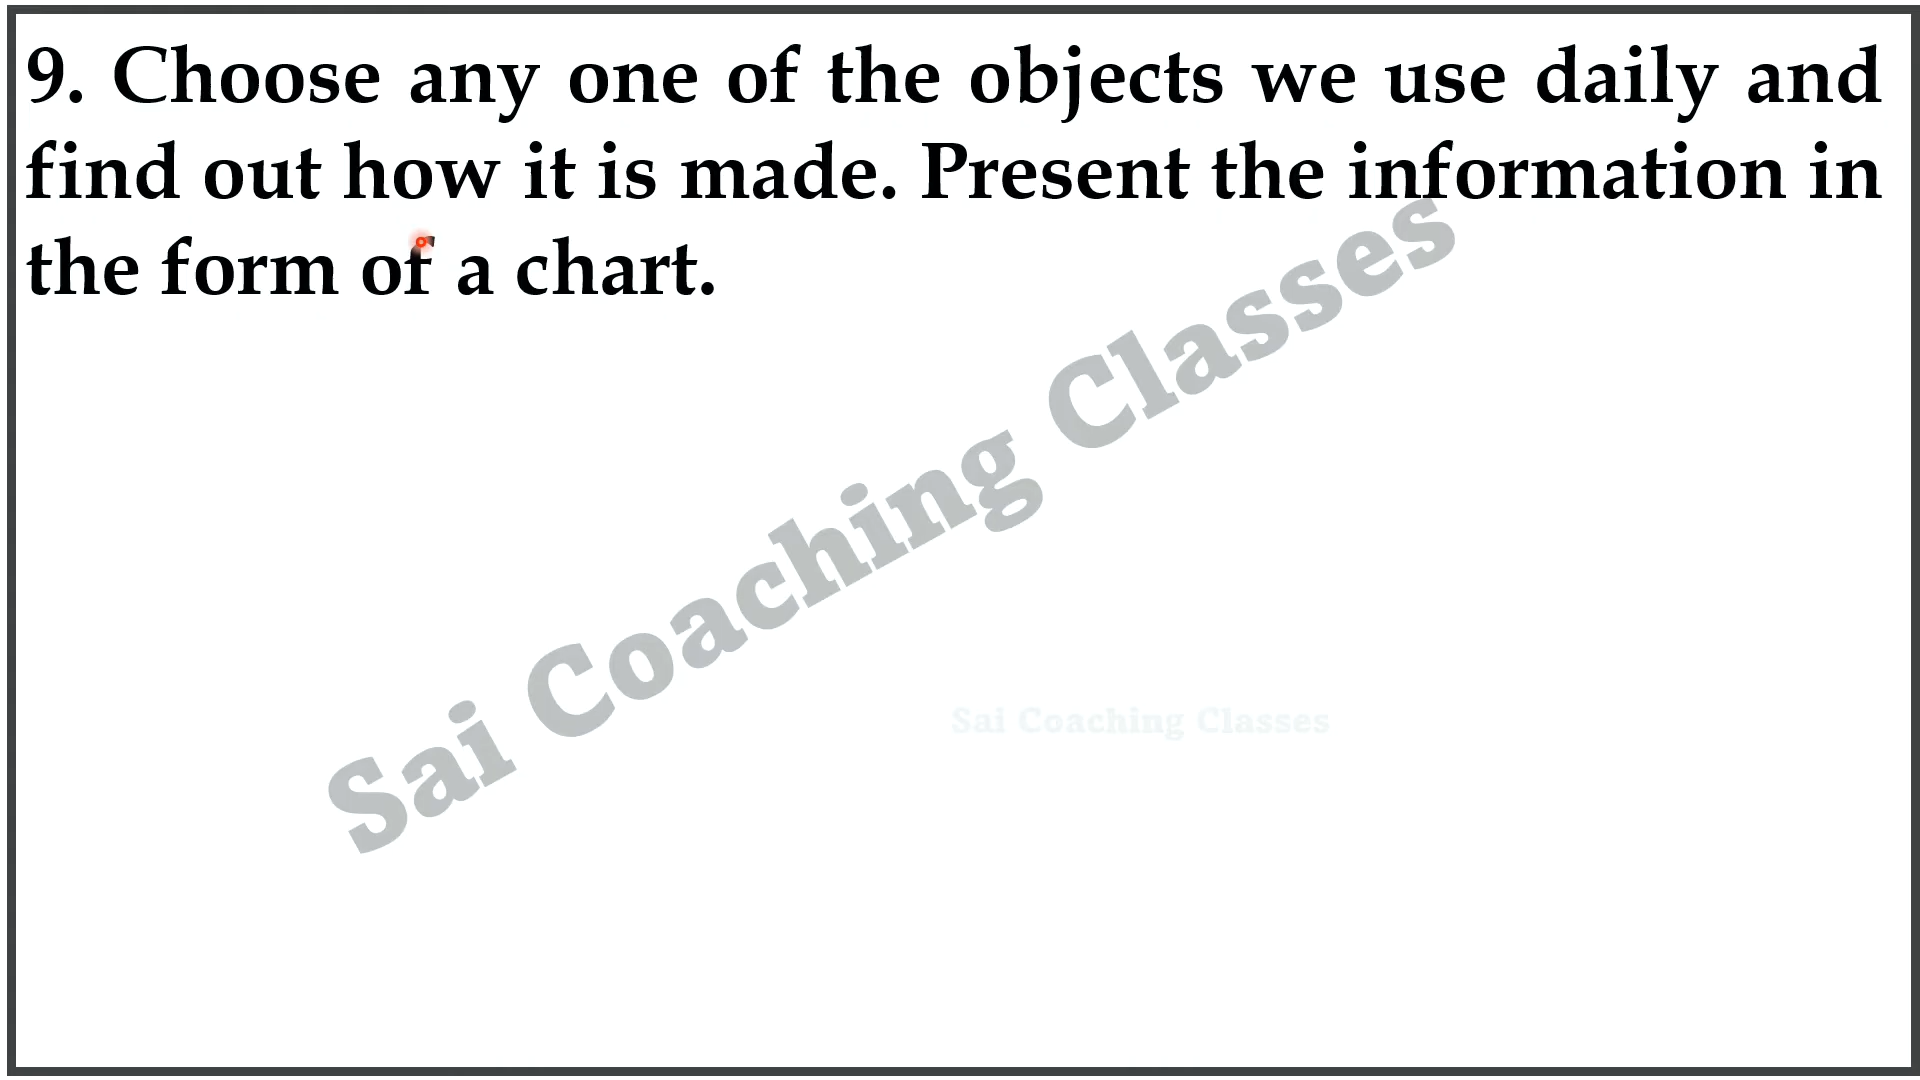 9. Choose any one of the objects we use daily and
find out how it is made. Present the information in
the form of a chart.
Sai Coaching Classes
Sai Coaching Classes